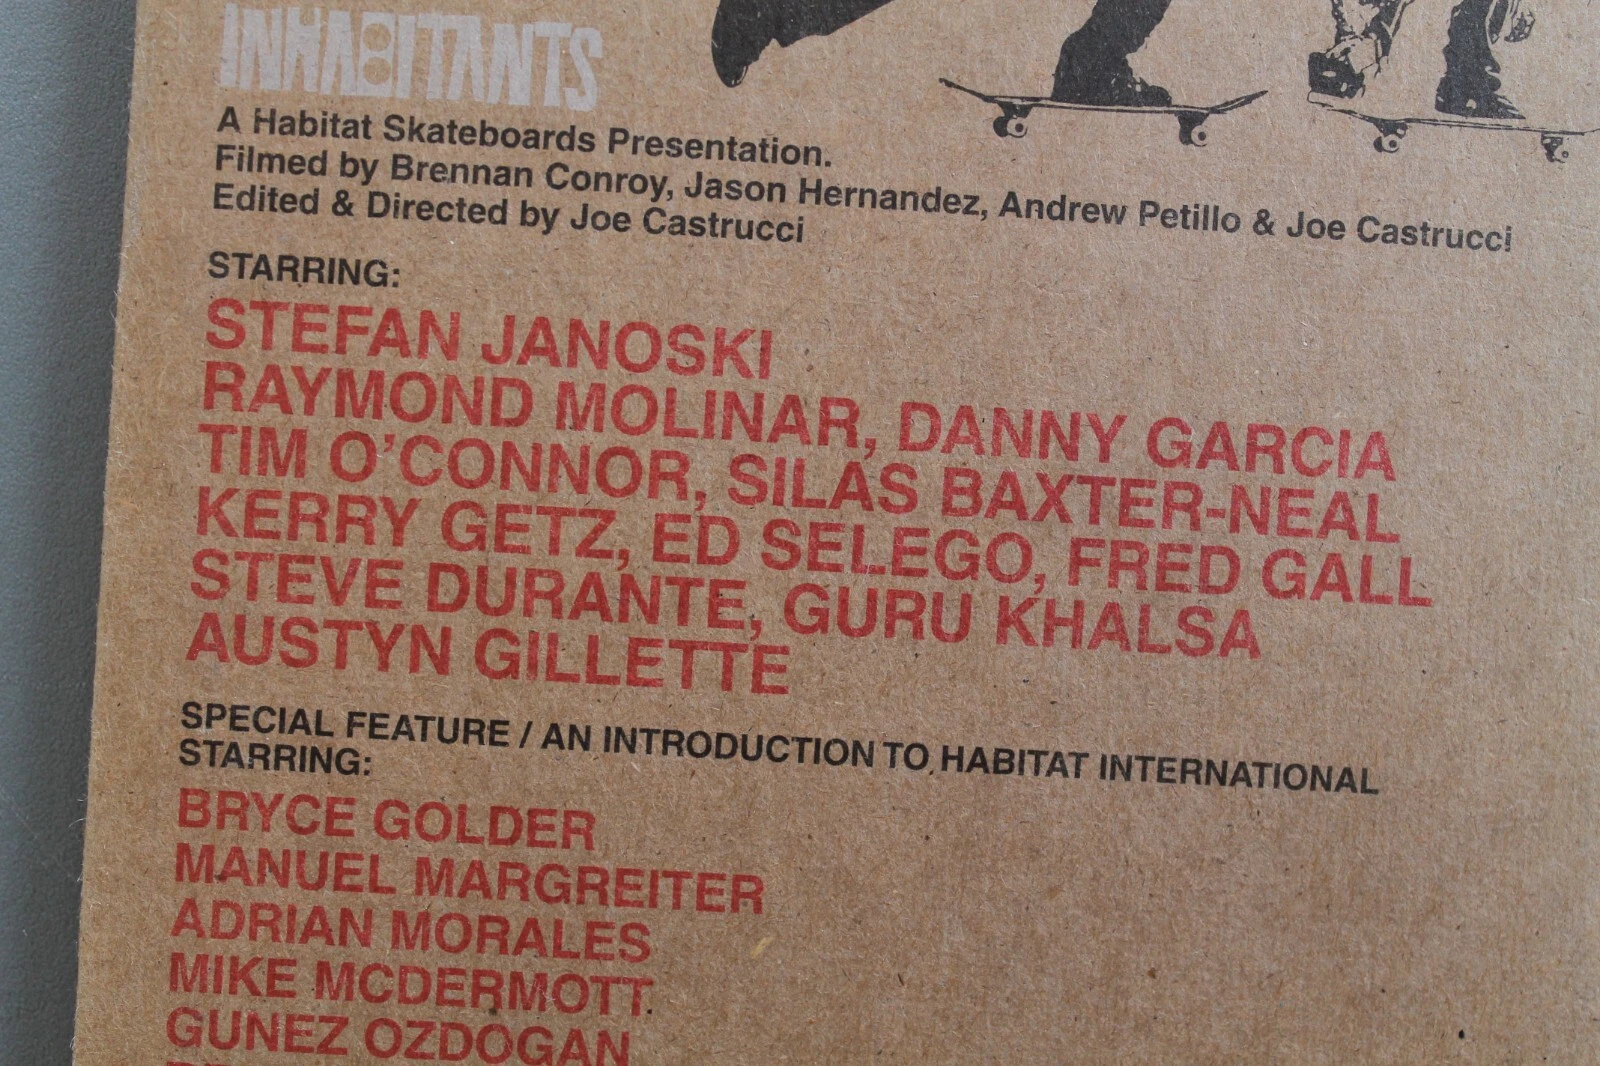 INHABITANTS
A Habitat Skateboards Presentation.
Filmed by Brennan Conroy, Jason Hernandez, Andrew Petillo & Joe Castrucci
Edited & Directed by Joe Castrucci
STARRING:
STEFAN JANOSKI
RAYMOND MOLINAR, DANNY GARCIA
TIM O'CONNOR, SILAS BAXTER-NEAL
KERRY GETZ, ED SELEGO, FRED GALL
STEVE DURANTE, GURU KHALSA
AUSTYN GILLETTE
SPECIAL FEATURE / AN INTRODUCTION TO HABITAT INTERNATIONAL
STARRING:
BRYCE GOLDER
MANUEL MARGREITER
ADRIAN MORALES
MIKE MCDERMOTT
GUNEZ OZDOGAN